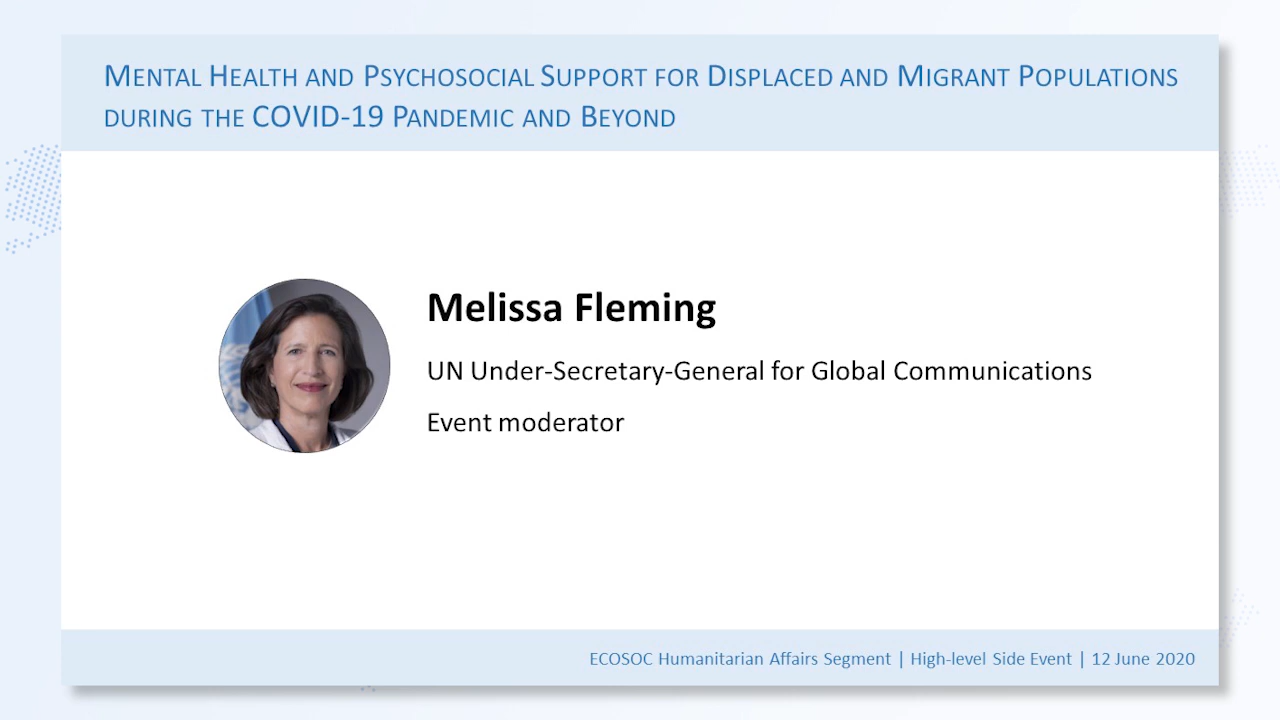 Mental Health and Psychosocial Support for Displaced and Migrant Populations
during the COVID-19 Pandemic and Beyond
Melissa Fleming
UN Under-Secretary-General for Global Communications
Event moderator
ECOSOC Humanitarian Affairs Segment | High-level Side Event | 12 June 2020